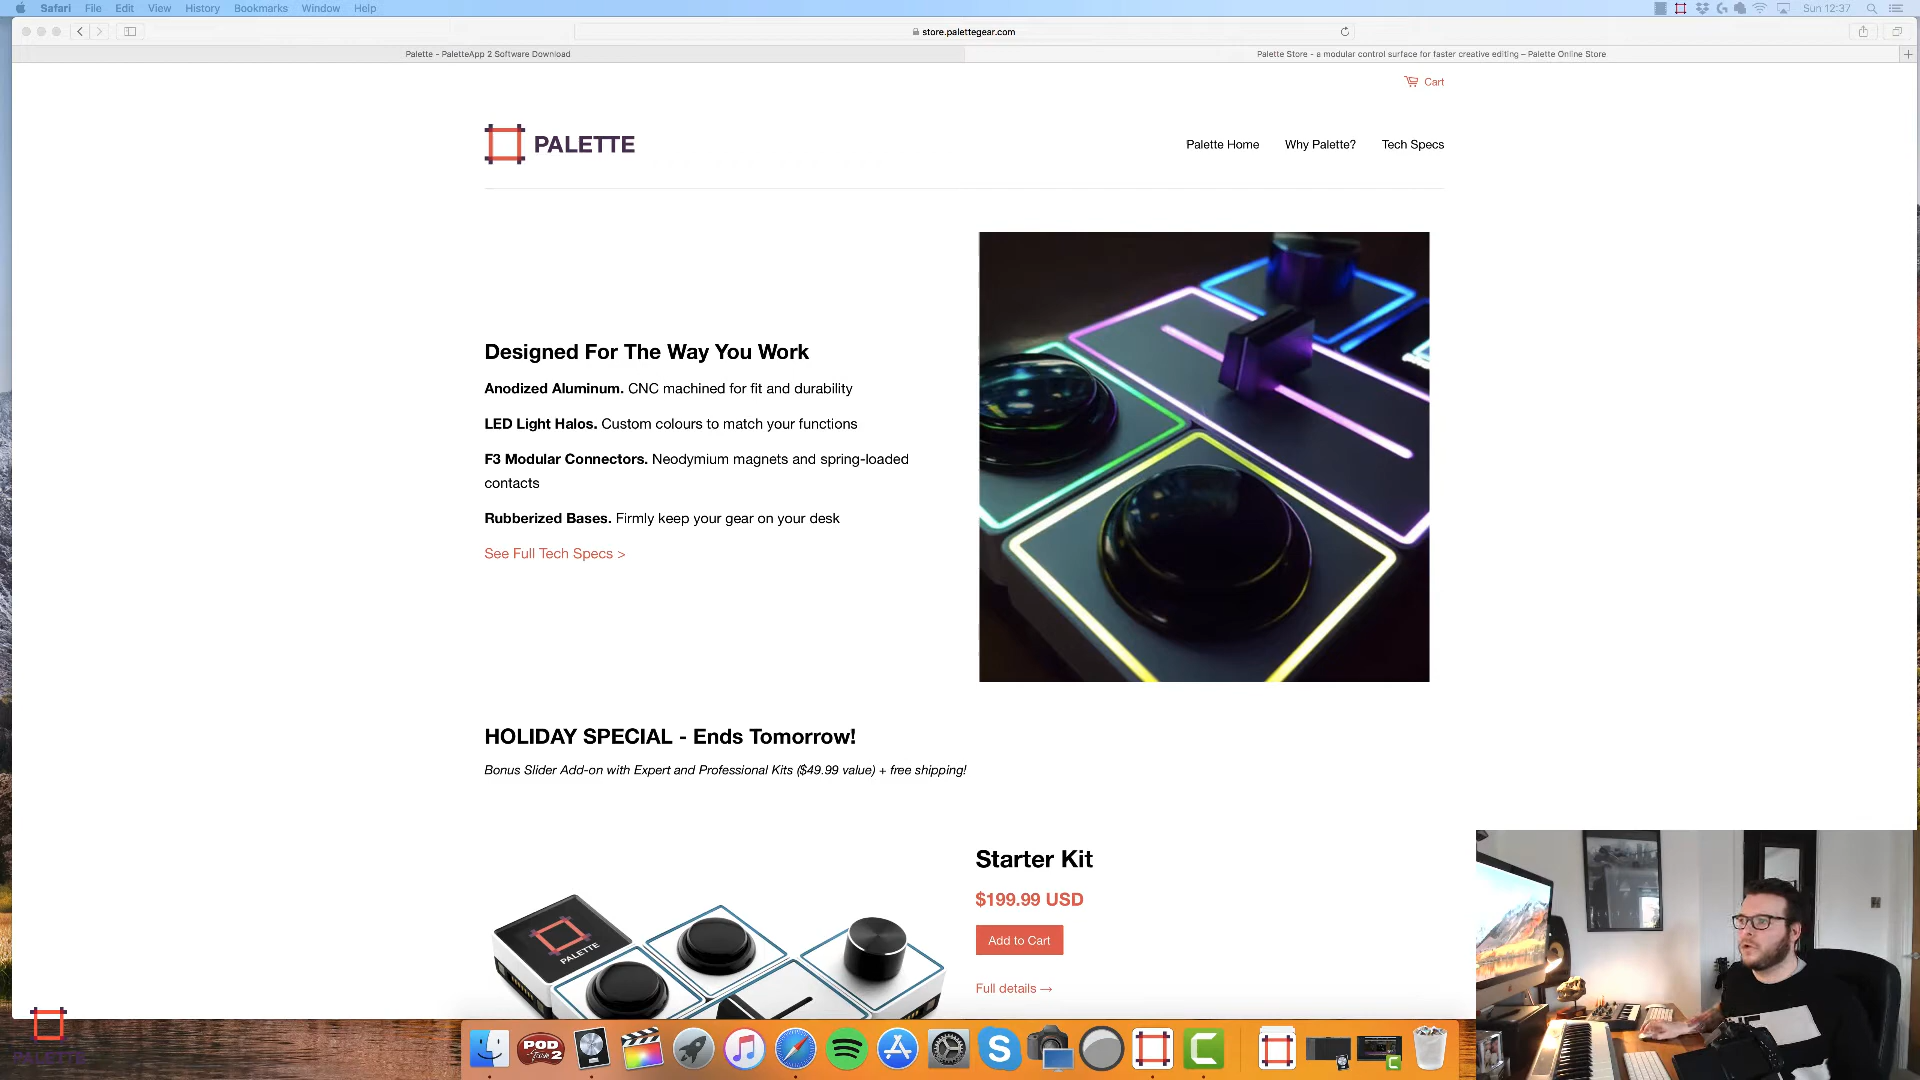 Safari File Edit View History Bookmarks Window Help Sun 12:37
store.palettegear.com
Palette - PaletteApp 2 Software Download
Palette Store - a modular control surface for faster creative editing – Palette Online Store
Cart
PALETTE
Palette Home Why Palette? Tech Specs
Designed For The Way You Work
Anodized Aluminum. CNC machined for fit and durability
LED Light Halos. Custom colours to match your functions
F3 Modular Connectors. Neodymium magnets and spring-loaded
contacts
Rubberized Bases. Firmly keep your gear on your desk
See Full Tech Specs >
HOLIDAY SPECIAL - Ends Tomorrow!
Bonus Slider Add-on with Expert and Professional Kits ($49.99 value) + free shipping!
Starter Kit
$199.99 USD
Add to Cart
Full details →
PALETTE
PALETTE
POD
Farm 2